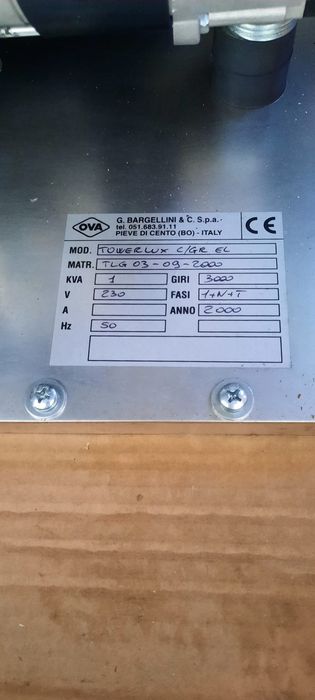 OVA
G. BARGELLINI & C. S.p.a.-
tel. 051.683.91.11
PIEVE DI CENTO (BO) - ITALY
CE
MOD. TOWERLUX C/GR EL
MATR. TLG 03-09-2000
KVA 1 GIRI 3000
V 230 FASI 1+N+T
A ANNO 2000
Hz 50